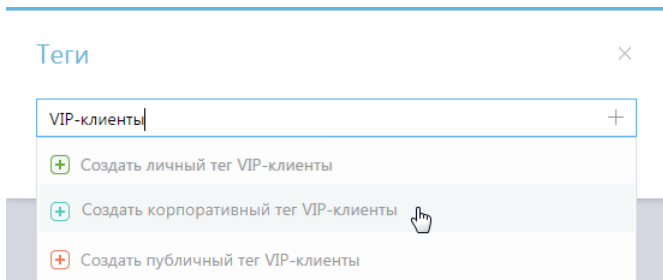 Теги
VIP-клиенты
Создать личный тег VIP-клиенты
Создать корпоративный тег VIP-клиенты
Создать публичный тег VIP-клиенты